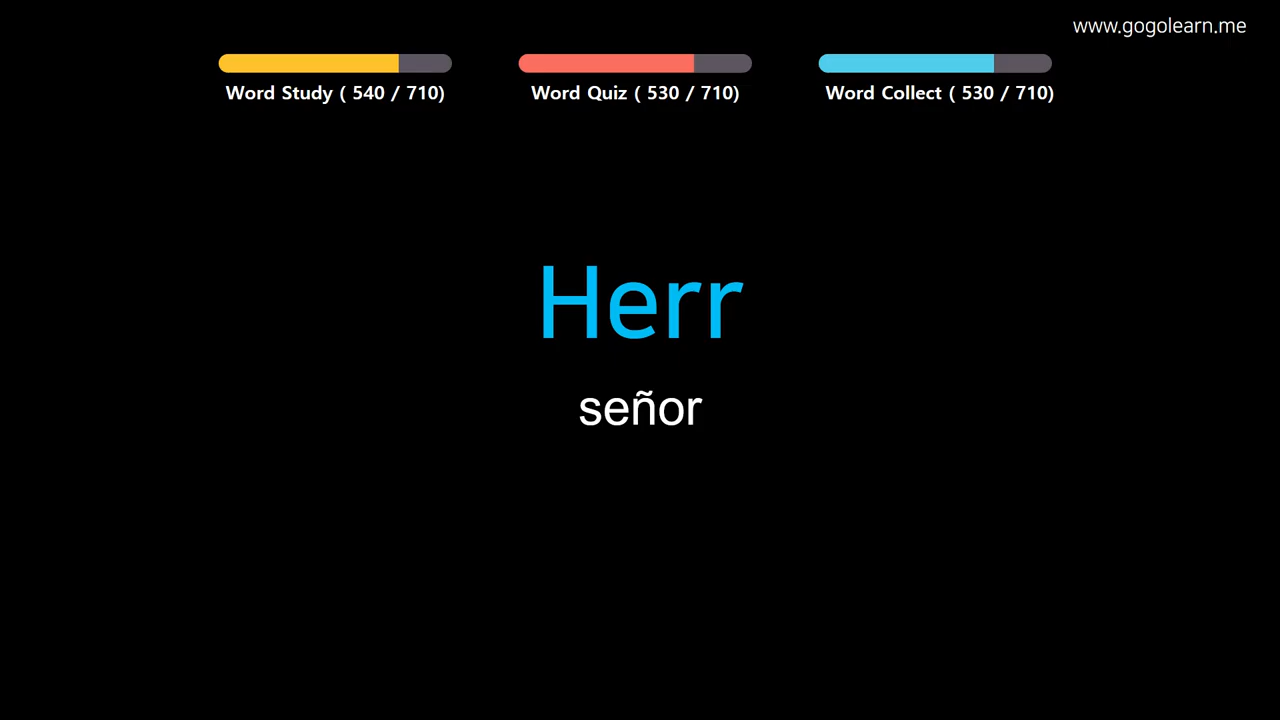 www.gogolearn.me
Word Study ( 540 / 710)
Word Quiz ( 530 / 710)
Word Collect ( 530 / 710)
Herr
señor